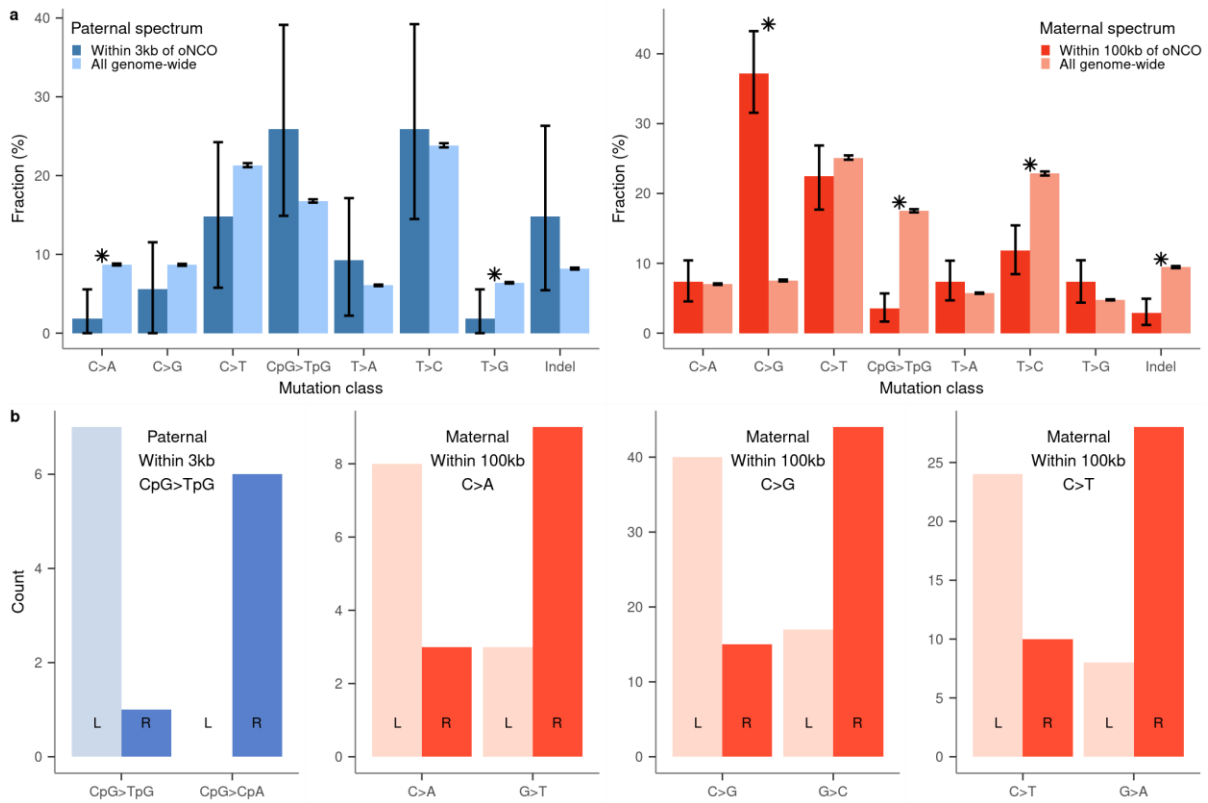 a
Paternal spectrum
Within 3kb of oNCO
All genome-wide
Fraction (%)
40
30
20
10
0
C>A
C>G
C>T
CpG>TpG
T>A
T>C
T>G
Indel
Mutation class
Maternal spectrum
Within 100kb of oNCO
All genome-wide
Fraction (%)
40
30
20
10
0
C>A
C>G
C>T
CpG>TpG
T>A
T>C
T>G
Indel
Mutation class
b
Paternal
Within 3kb
CpG>TpG
Count
6
4
2
0
L
R
L
R
CpG>TpG
CpG>CpA
Maternal
Within 100kb
C>A
8
6
4
2
0
L
R
L
R
C>A
G>T
Maternal
Within 100kb
C>G
40
30
20
10
0
L
R
L
R
C>G
G>C
Maternal
Within 100kb
C>T
25
20
15
10
5
0
L
R
L
R
C>T
G>A